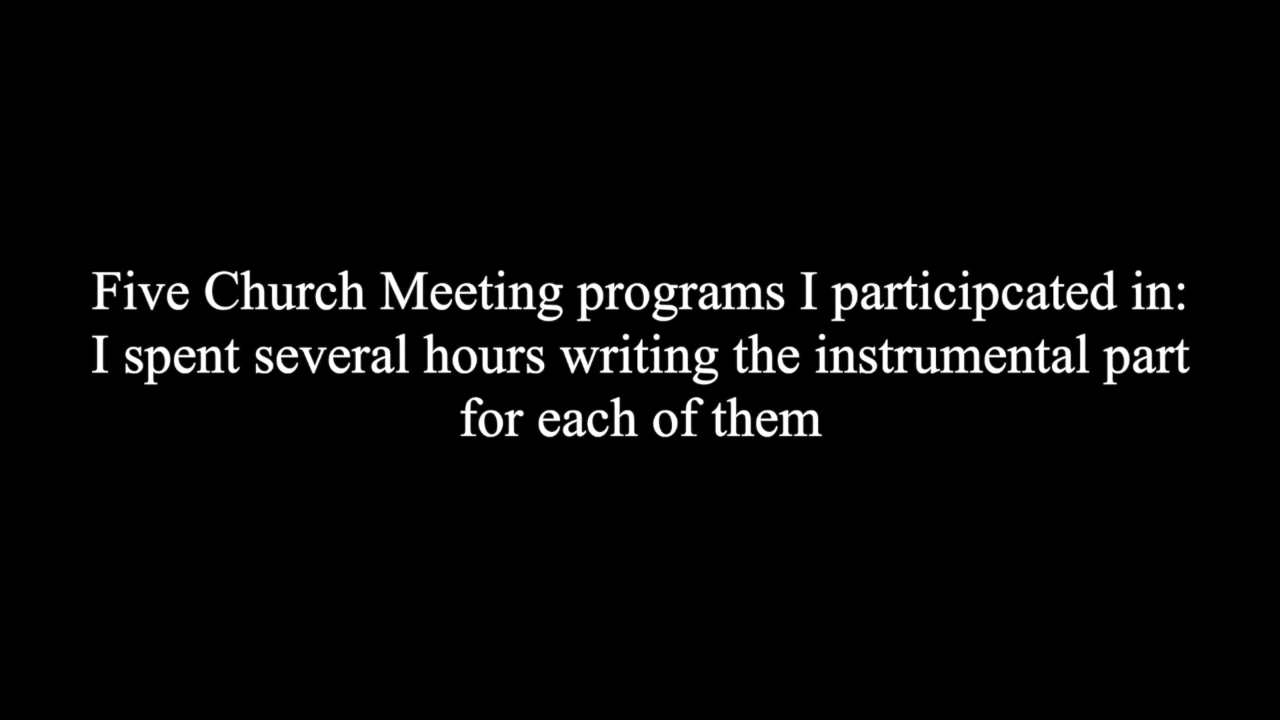 Five Church Meeting programs I participcated in:
I spent several hours writing the instrumental part
for each of them